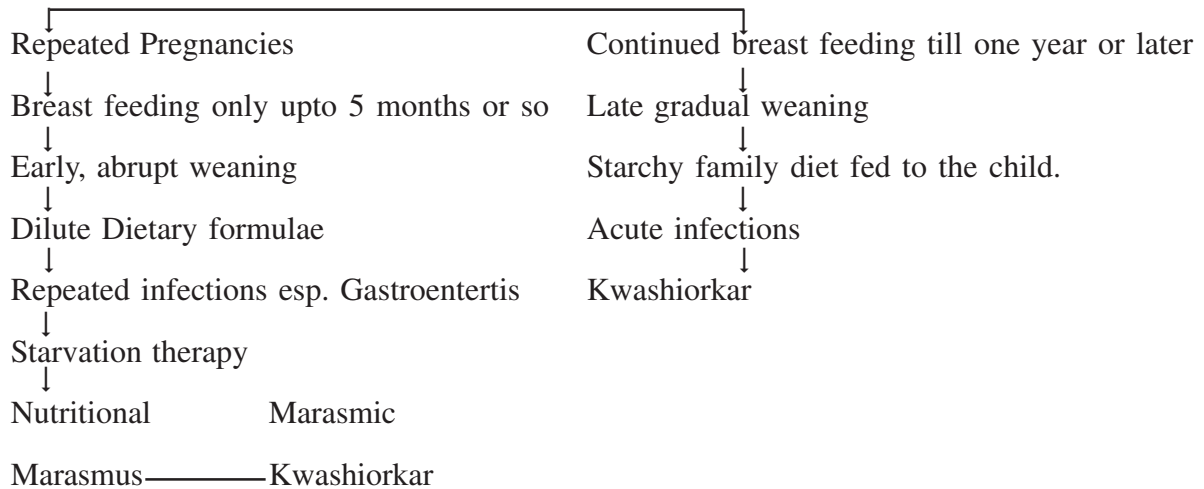 Repeated Pregnancies
Breast feeding only upto 5 months or so
Early, abrupt weaning
Dilute Dietary formulae
Repeated infections esp. Gastroentertis
Starvation therapy
Nutritional Marasmic
Marasmus Kwashiorkar
Continued breast feeding till one year or later
Late gradual weaning
Starchy family diet fed to the child.
Acute infections
Kwashiorkar